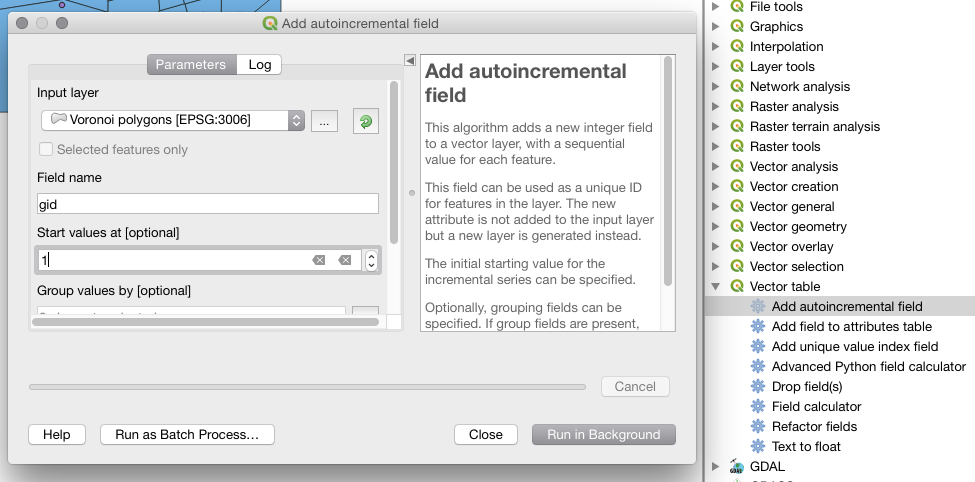 Add autoincremental field
Parameters
Log
Input layer
Voronoi polygons [EPSG:3006]
...
Selected features only
Field name
gid
Start values at [optional]
1
Group values by [optional]
Add autoincremental
field
This algorithm adds a new integer field
to a vector layer, with a sequential
value for each feature.
This field can be used as a unique ID
for features in the layer. The new
attribute is not added to the input layer
but a new layer is generated instead.
The initial starting value for the
incremental series can be specified.
Optionally, grouping fields can be
specified. If group fields are present,
Cancel
Help
Run as Batch Process...
Close
Run in Background
File tools
Graphics
Interpolation
Layer tools
Network analysis
Raster analysis
Raster terrain analysis
Raster tools
Vector analysis
Vector creation
Vector general
Vector geometry
Vector overlay
Vector selection
Vector table
Add autoincremental field
Add field to attributes table
Add unique value index field
Advanced Python field calculator
Drop field(s)
Field calculator
Refactor fields
Text to float
GDAL